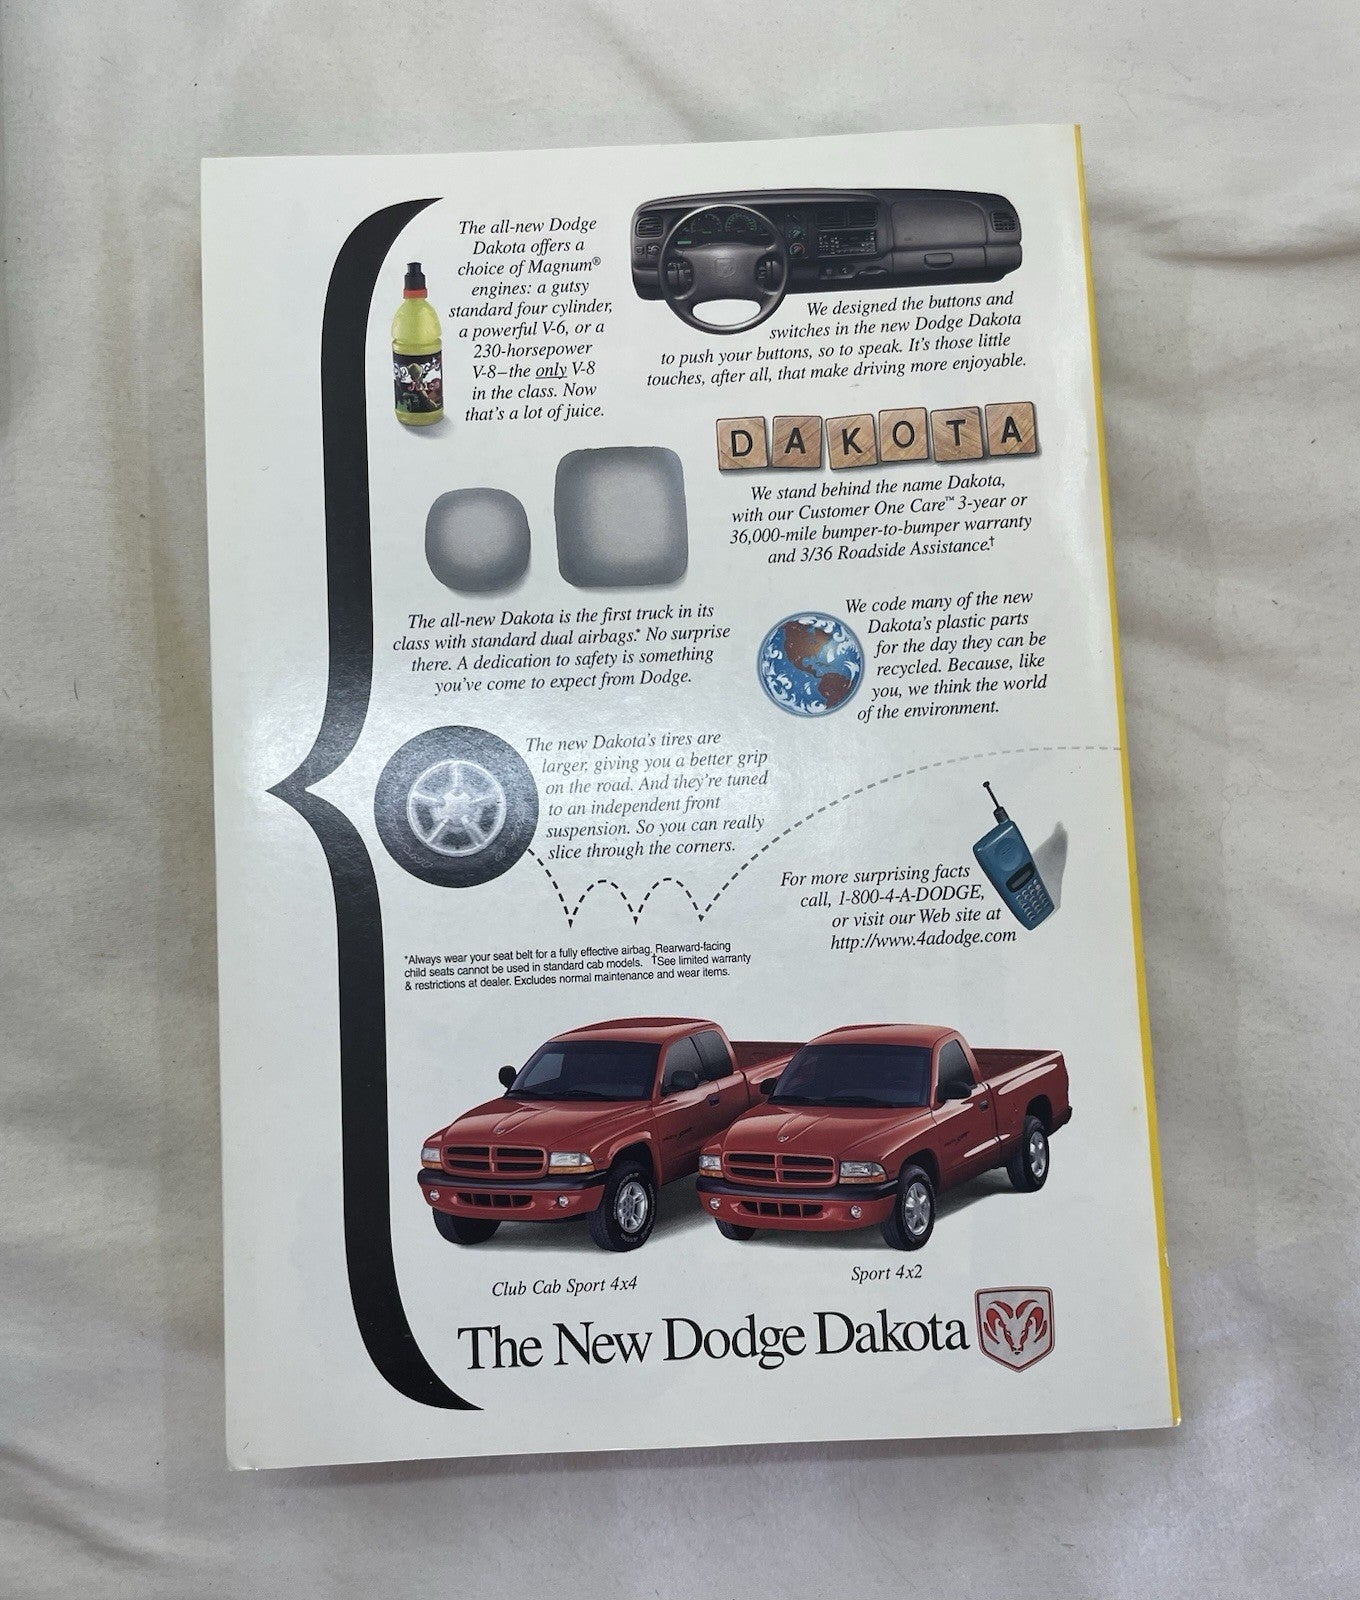 The all-new Dodge
Dakota offers a
choice of Magnum®
engines: a gutsy
standard four cylinder,
a powerful V-6, or a
230-horsepower
V-8–the only V-8
in the class. Now
that's a lot of juice.
We designed the buttons and
switches in the new Dodge Dakota
to push your buttons, so to speak. It's those little
touches, after all, that make driving more enjoyable.
DAKOTA
We stand behind the name Dakota,
with our Customer One Care™ 3-year or
36,000-mile bumper-to-bumper warranty
and 3/36 Roadside Assistance.†
The all-new Dakota is the first truck in its
class with standard dual airbags.* No surprise
there. A dedication to safety is something
you've come to expect from Dodge.
We code many of the new
Dakota's plastic parts
for the day they can be
recycled. Because, like
you, we think the world
of the environment.
The new Dakota's tires are
larger, giving you a better grip
on the road. And they're tuned
to an independent front
suspension. So you can really
slice through the corners.
For more surprising facts
call, 1-800-4-A-DODGE,
or visit our Web site at
http://www.4adodge.com
*Always wear your seat belt for a fully effective airbag. Rearward-facing
child seats cannot be used in standard cab models. †See limited warranty
& restrictions at dealer. Excludes normal maintenance and wear items.
Club Cab Sport 4x4
Sport 4x2
The New Dodge Dakota